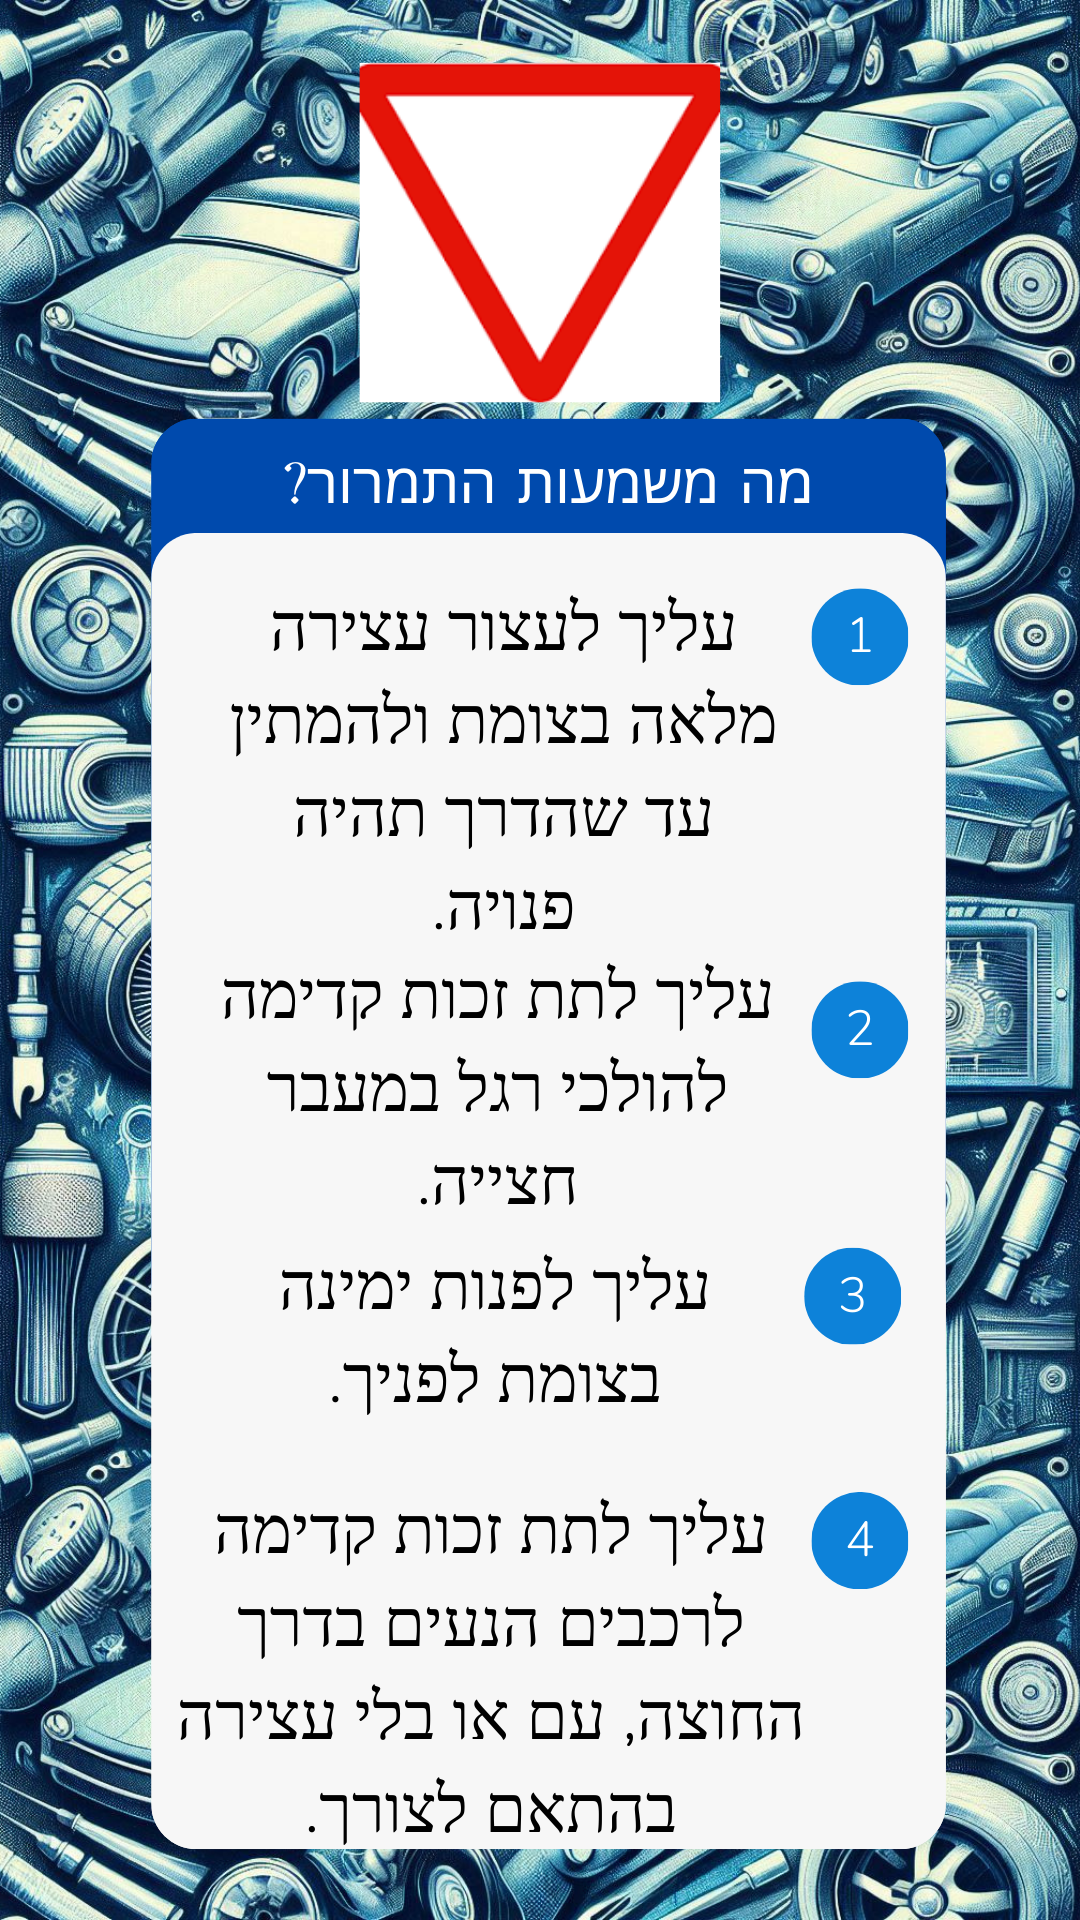 מה משמעות התמרור?
1
עליך לעצור עצירה
מלאה בצומת ולהמתין
עד שהדרך תהיה
פנויה.
2
עליך לתת זכות קדימה
להולכי רגל במעבר
חצייה.
3
עליך לפנות ימינה
בצומת לפניך.
4
עליך לתת זכות קדימה
לרכבים הנעים בדרך
החוצה, עם או בלי עצירה
בהתאם לצורך.